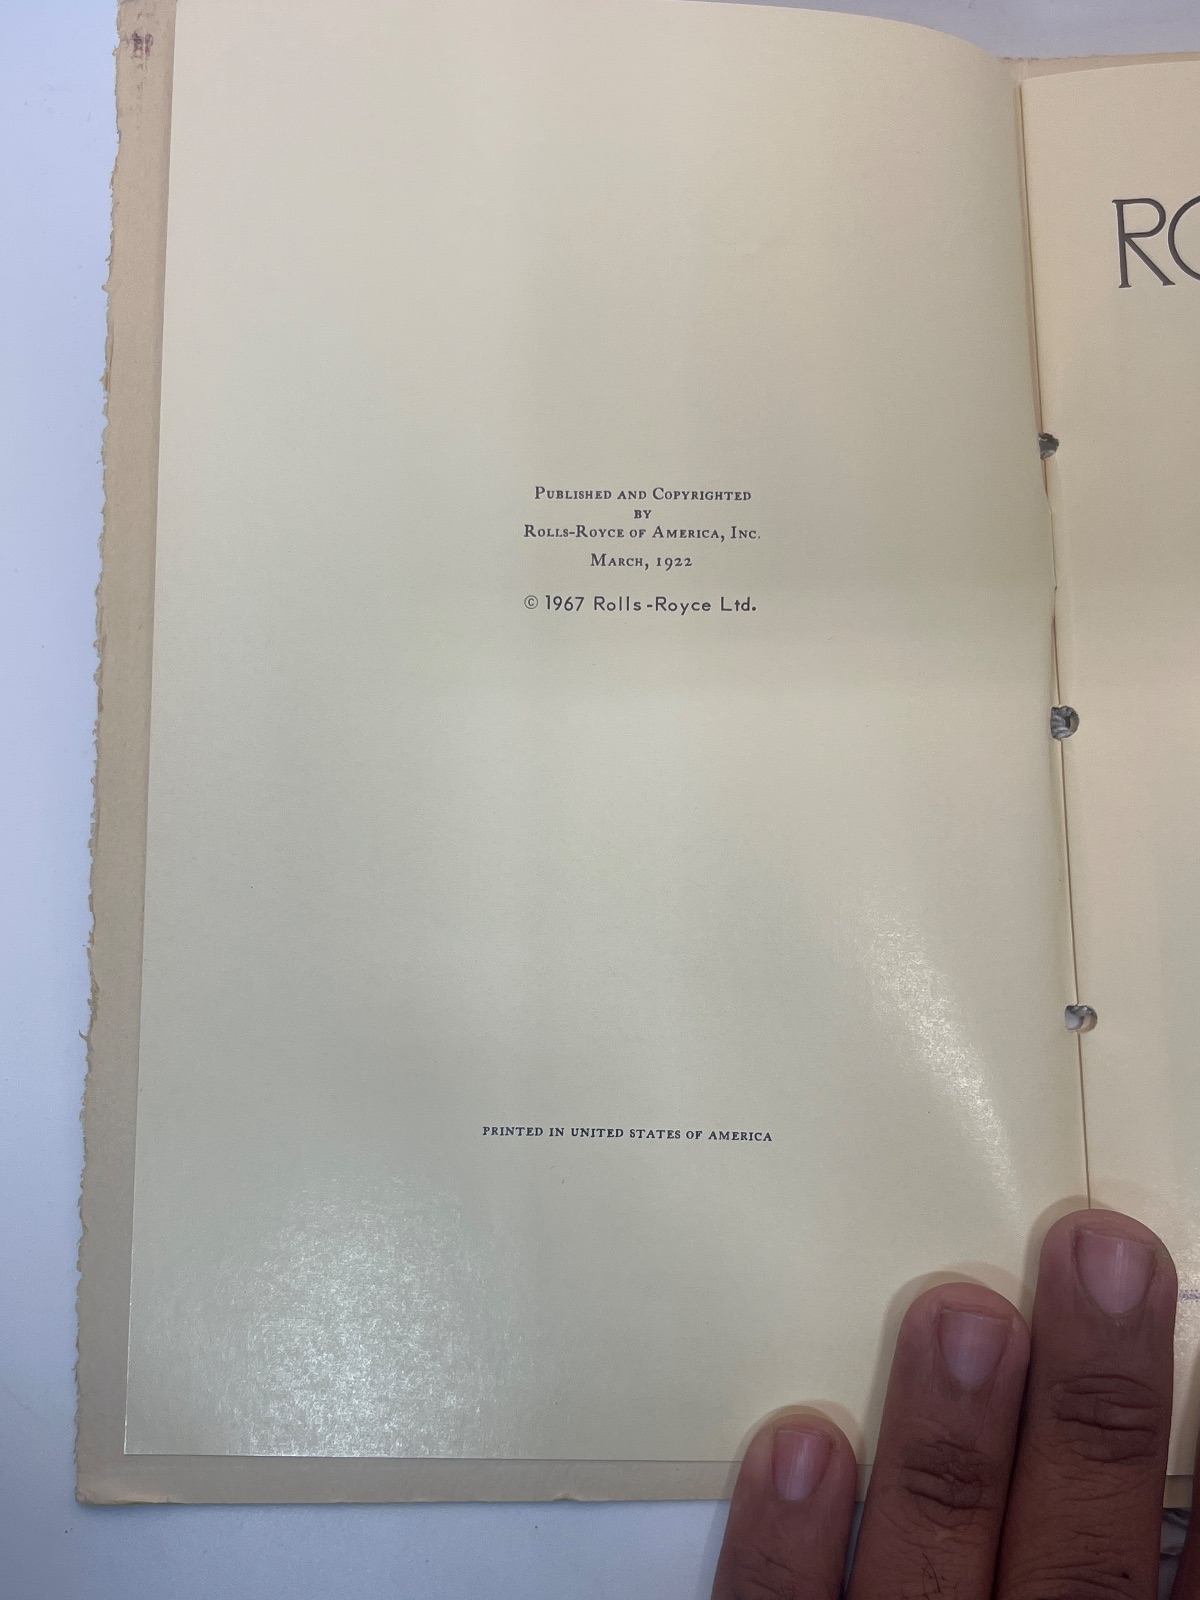 Published and Copyrighted
by
Rolls-Royce of America, Inc.
March, 1922
© 1967 Rolls-Royce Ltd.
PRINTED IN UNITED STATES OF AMERICA